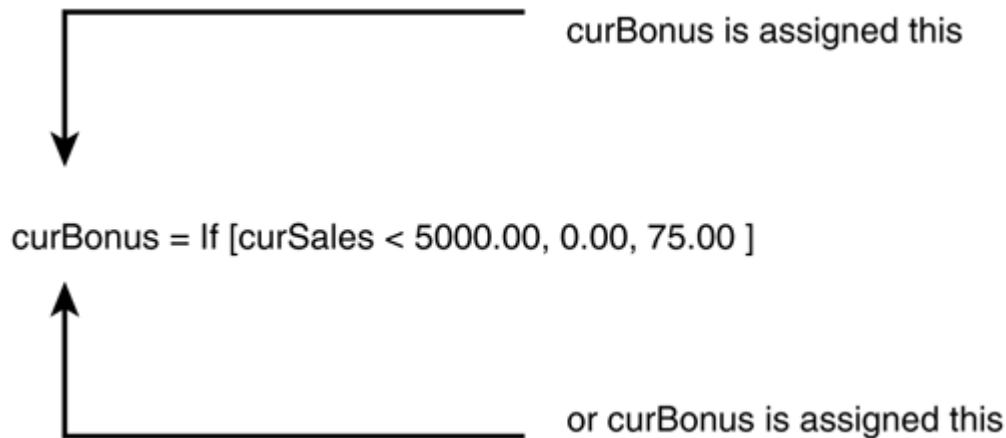 curBonus is assigned this
curBonus = If [curSales < 5000.00, 0.00, 75.00 ]
or curBonus is assigned this